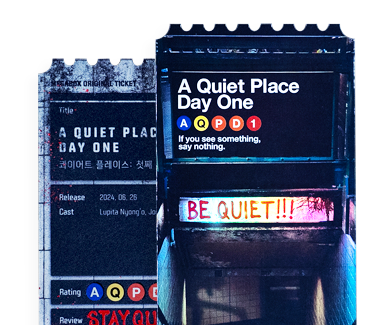 MEGABOX ORIGINAL TICKET
Title
A QUIET PLAC
DAY ONE
콰이어트 플레이스: 첫째
Release 2024. 06. 26
Cast Lupita Nyong'o, Jo
Rating A Q P D
Review STAY QU
A Quiet Place
Day One
A Q P D 1
If you see something,
say nothing.
BE QUIET!!!